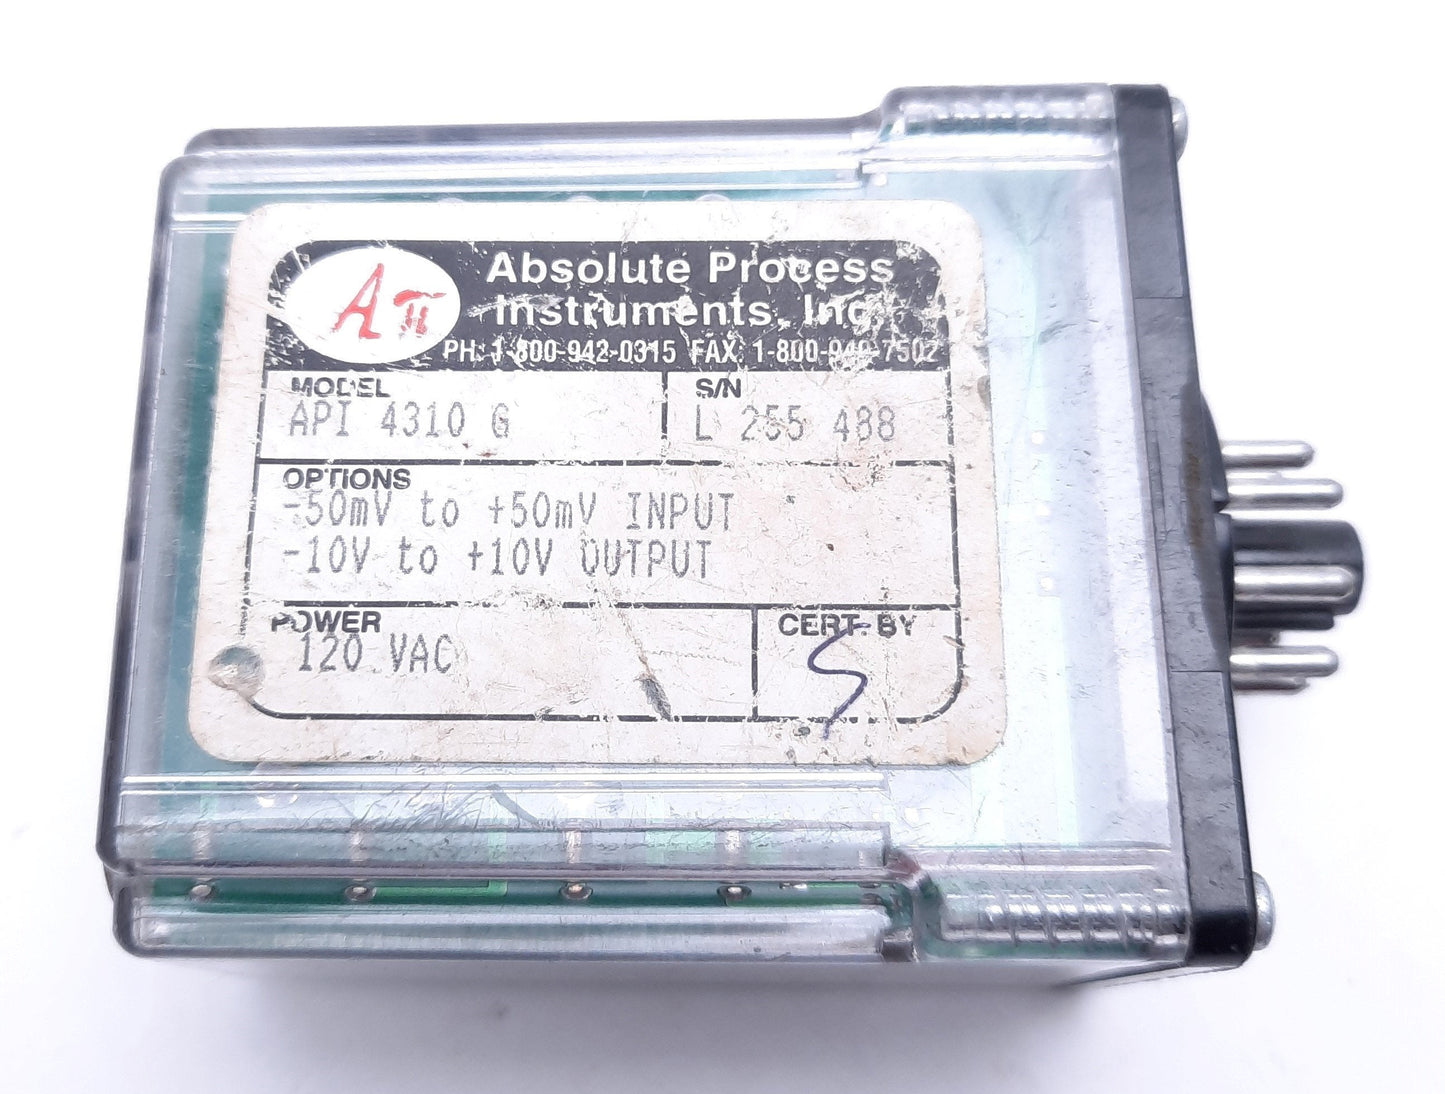 Aπ
Absolute Process
Instruments, Inc.
PH: 1-800-942-0315 FAX: 1-800-949-7502
MODEL
API 4310 G
S/N
L 255 488
OPTIONS
-50mV to +50mV INPUT
-10V to +10V OUTPUT
POWER
120 VAC
CERT. BY